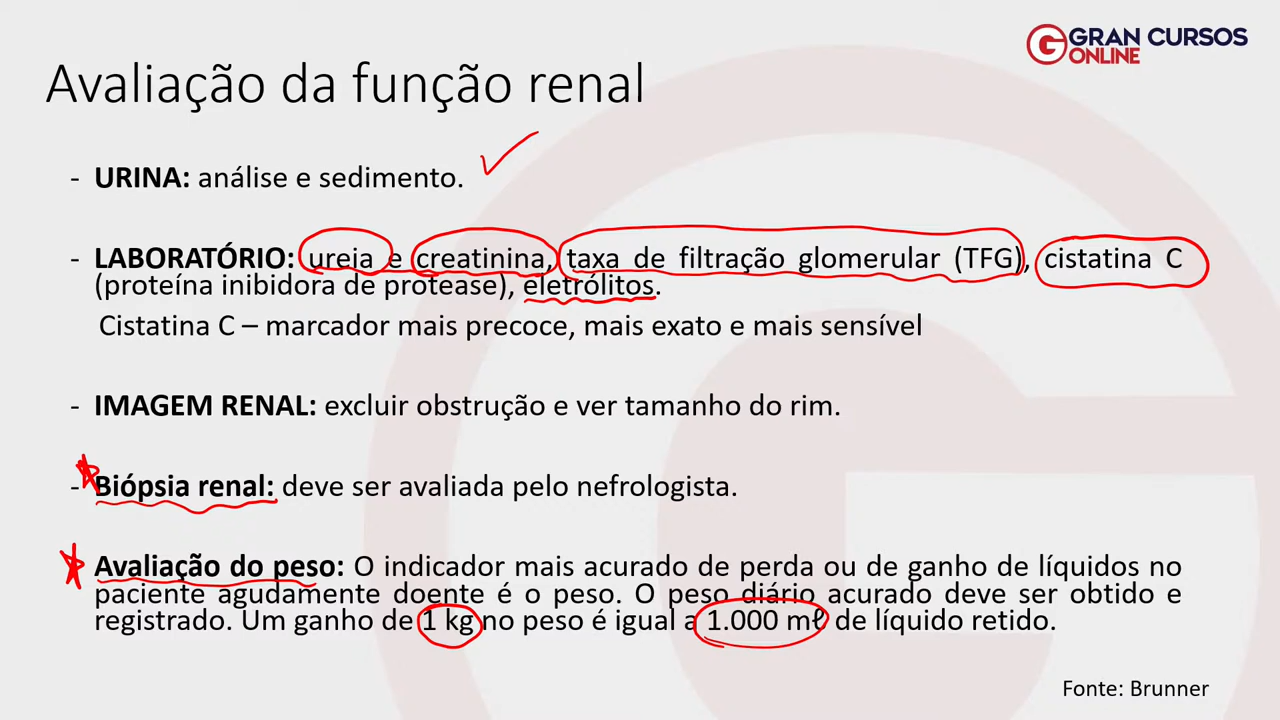 GRAN CURSOS
ONLINE
Avaliação da função renal
- URINA: análise e sedimento.
- LABORATÓRIO: ureia e creatinina, taxa de filtração glomerular (TFG), cistatina C
(proteína inibidora de protease), eletrólitos.
Cistatina C – marcador mais precoce, mais exato e mais sensível
- IMAGEM RENAL: excluir obstrução e ver tamanho do rim.
- Biópsia renal: deve ser avaliada pelo nefrologista.
Avaliação do peso: O indicador mais acurado de perda ou de ganho de líquidos no
paciente agudamente doente é o peso. O peso diário acurado deve ser obtido e
registrado. Um ganho de 1 kg no peso é igual a 1.000 mℓ de líquido retido.
Fonte: Brunner